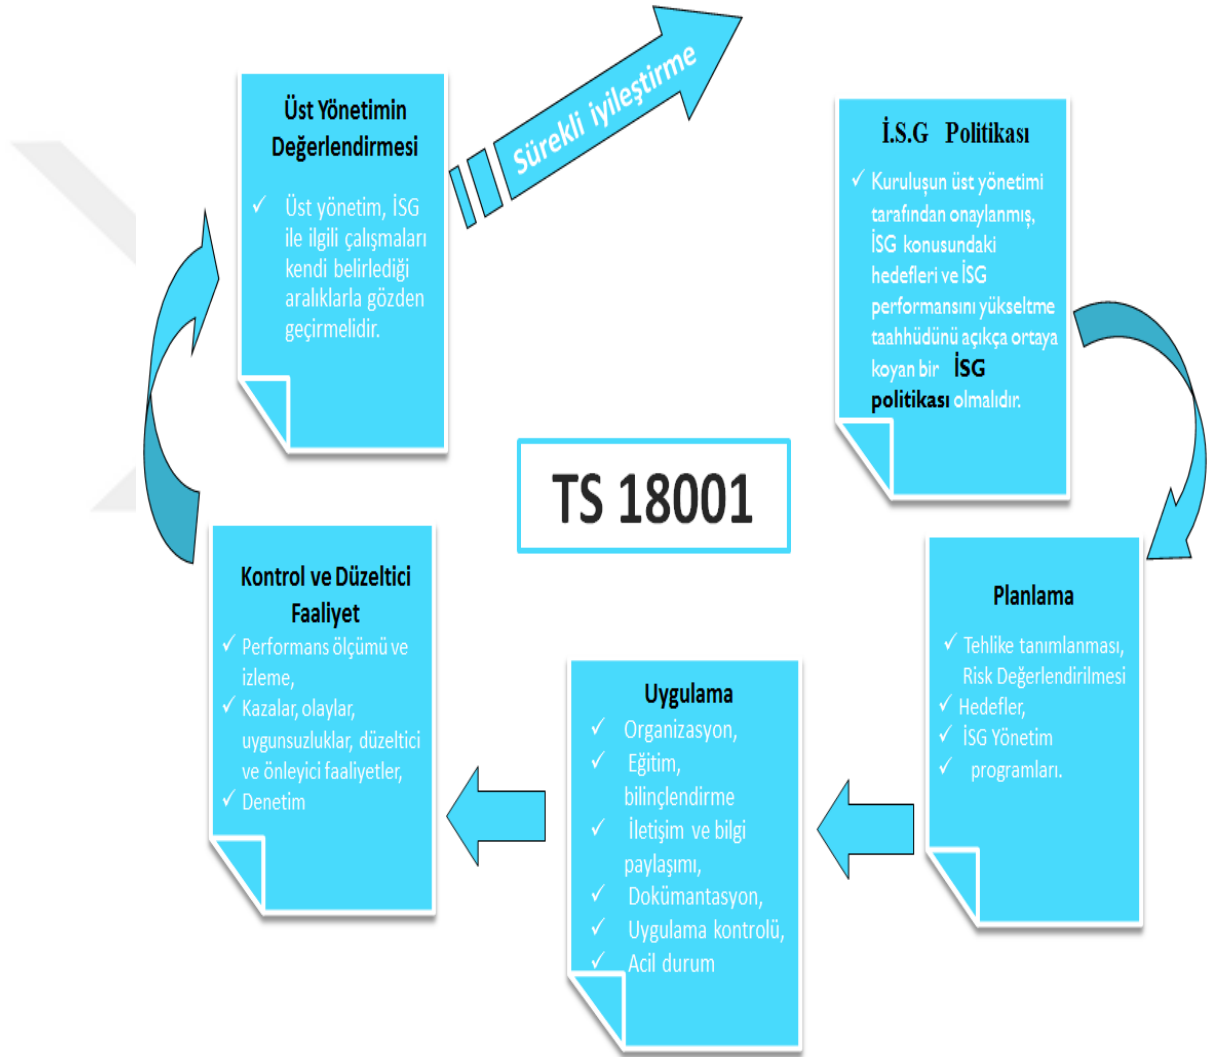 Sürekli iyileştirme
Üst Yönetimin
Değerlendirmesi
✓ Üst yönetim, İSG
ile ilgili çalışmaları
kendi belirlediği
aralıklarla gözden
geçirmelidir.
İ.S.G Politikası
✓ Kuruluşun üst yönetimi
tarafından onaylanmış,
İSG konusundaki
hedefleri ve İSG
performansını yükseltme
taahhüdünü açıkça ortaya
koyan bir İSG
politikası olmalıdır.
TS 18001
Planlama
✓ Tehlike tanımlanması,
Risk Değerlendirilmesi
✓ Hedefler,
✓ İSG Yönetim
✓ programları.
Uygulama
✓ Organizasyon,
✓ Eğitim,
bilinçlendirme
✓ İletişim ve bilgi
paylaşımı,
✓ Dokümantasyon,
✓ Uygulama kontrolü,
✓ Acil durum
Kontrol ve Düzeltici
Faaliyet
✓ Performans ölçümü ve
izleme,
✓ Kazalar, olaylar,
uygunsuzluklar, düzeltici
ve önleyici faaliyetler,
✓ Denetim